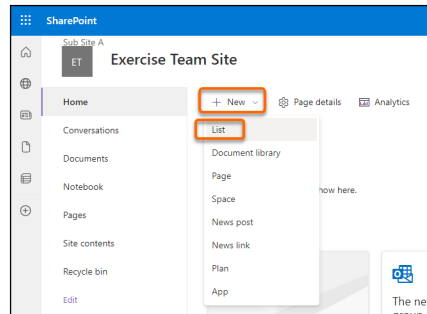 SharePoint
Sub Site A
ET
Exercise Team Site
Home
Conversations
Documents
Notebook
Pages
Site contents
Recycle bin
Edit
+ New
Page details
Analytics
List
Document library
Page
Space
News post
News link
Plan
App
how here.
The ne